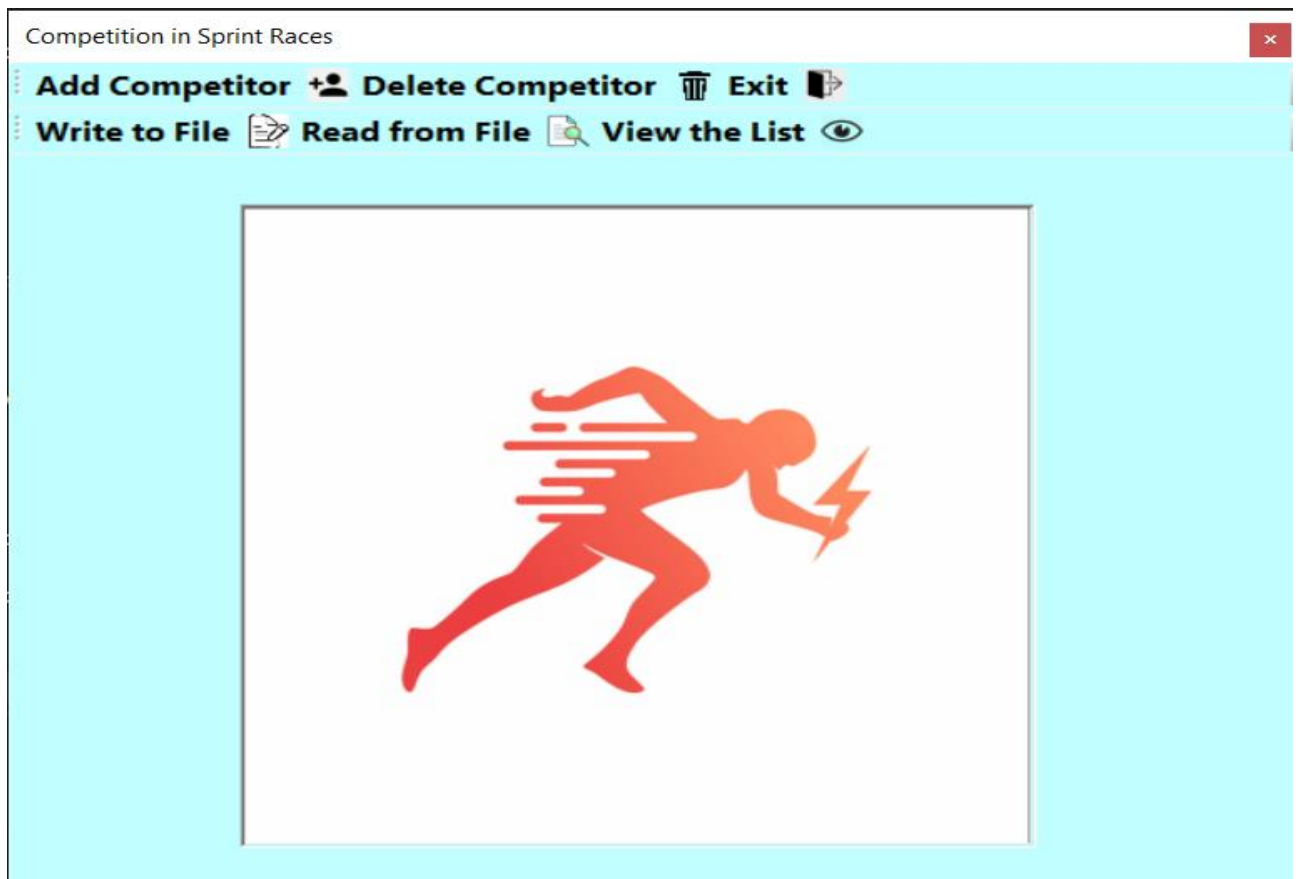 Competition in Sprint Races
Add Competitor Delete Competitor Exit
Write to File Read from File View the List